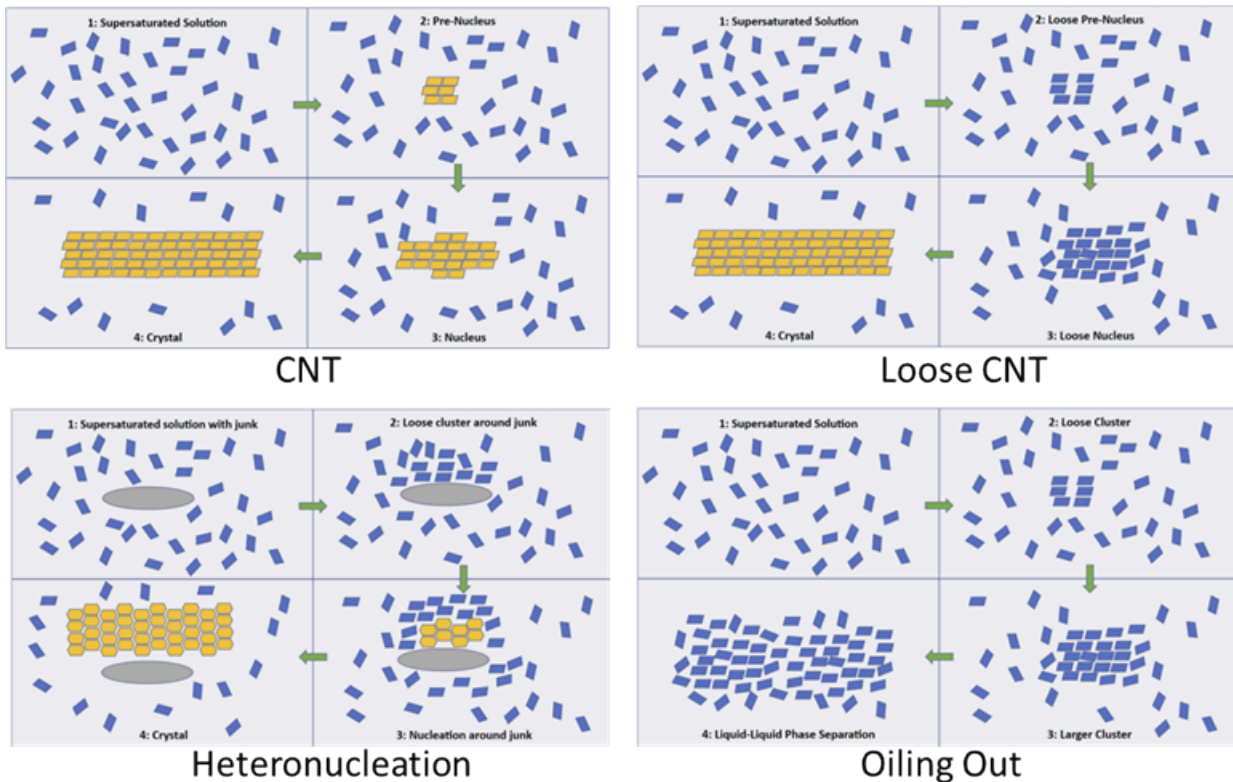 1: Supersaturated Solution
2: Pre-Nucleus
4: Crystal
3: Nucleus
CNT
1: Supersaturated Solution
2: Loose Pre-Nucleus
4: Crystal
3: Loose Nucleus
Loose CNT
1: Supersaturated solution with junk
2: Loose cluster around junk
4: Crystal
3: Nucleation around junk
Heteronucleation
1: Supersaturated Solution
2: Loose Cluster
4: Liquid-Liquid Phase Separation
3: Larger Cluster
Oiling Out